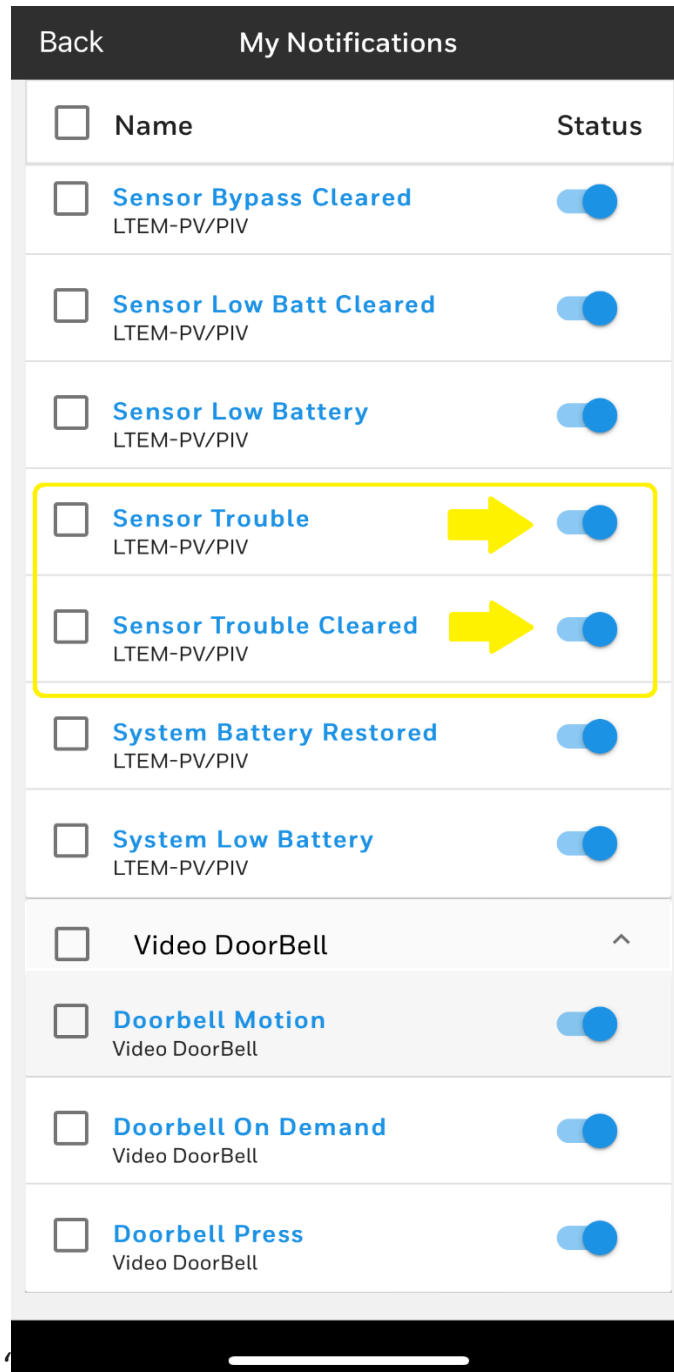 Back My Notifications
Name Status
Sensor Bypass Cleared
LTEM-PV/PIV
Sensor Low Batt Cleared
LTEM-PV/PIV
Sensor Low Battery
LTEM-PV/PIV
Sensor Trouble
LTEM-PV/PIV
Sensor Trouble Cleared
LTEM-PV/PIV
System Battery Restored
LTEM-PV/PIV
System Low Battery
LTEM-PV/PIV
Video DoorBell
Doorbell Motion
Video DoorBell
Doorbell On Demand
Video DoorBell
Doorbell Press
Video DoorBell
‘